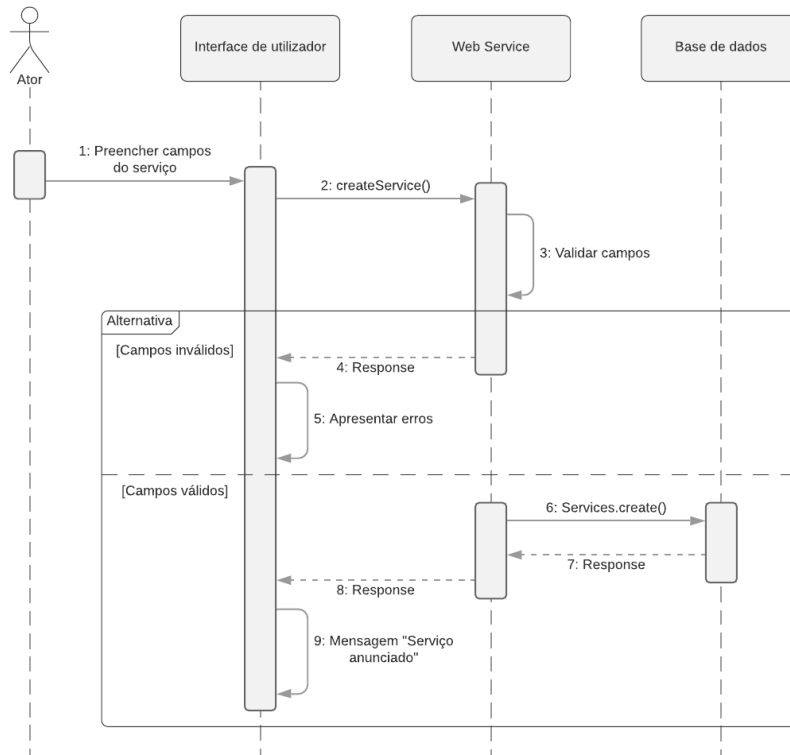 Interface de utilizador
Web Service
Base de dados
Ator
1: Preencher campos
do serviço
2: createService()
3: Validar campos
Alternativa
[Campos inválidos]
4: Response
5: Apresentar erros
[Campos válidos]
6: Services.create()
7: Response
8: Response
9: Mensagem "Serviço
anunciado"